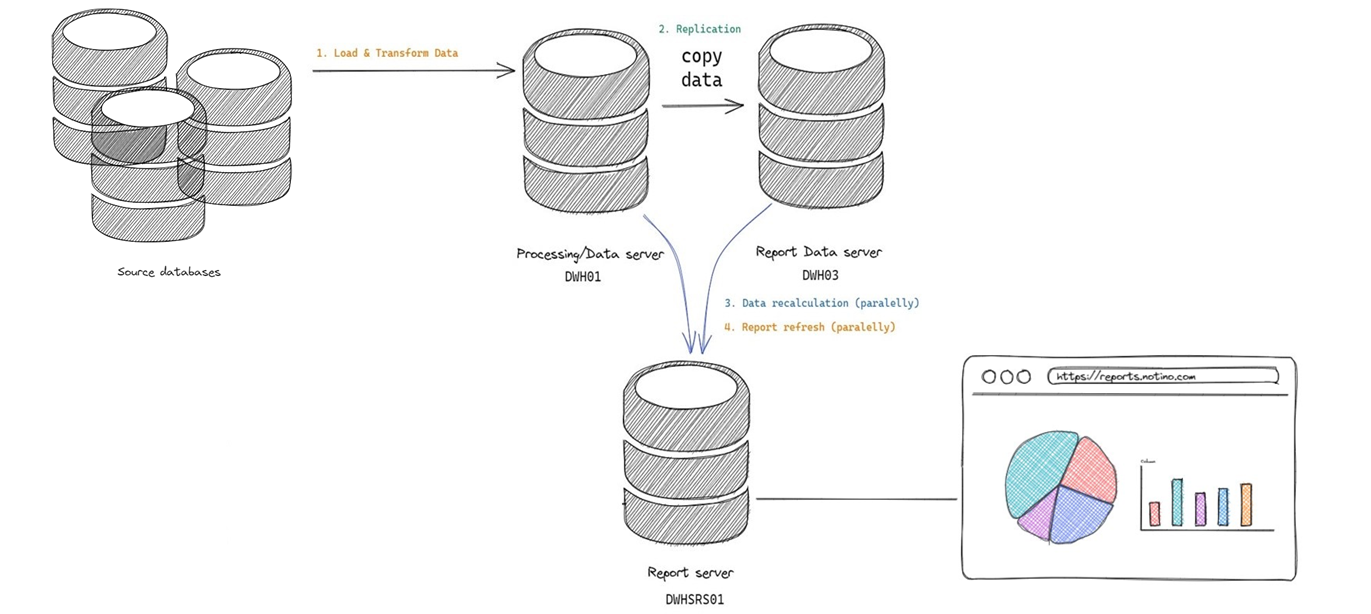 1. Load & Transform Data
2. Replication
copy
data
Source databases
Processing/Data server
DWH01
Report Data server
DWH03
3. Data recalculation (paralelly)
4. Report refresh (paralelly)
https://reports.notino.com
Report server
DWHSRS01